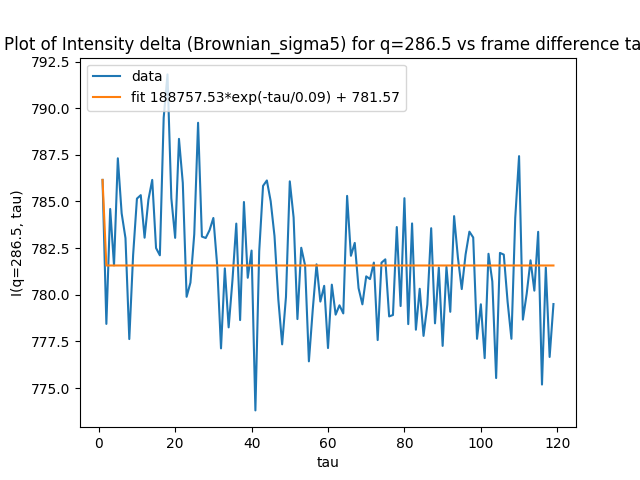 Plot of Intensity delta (Brownian_sigma5) for q=286.5 vs frame difference ta
792.5
790.0
787.5
785.0
782.5
780.0
777.5
775.0
I(q=286.5, tau)
data
fit 188757.53*exp(-tau/0.09) + 781.57
0 20 40 60 80 100 120
tau